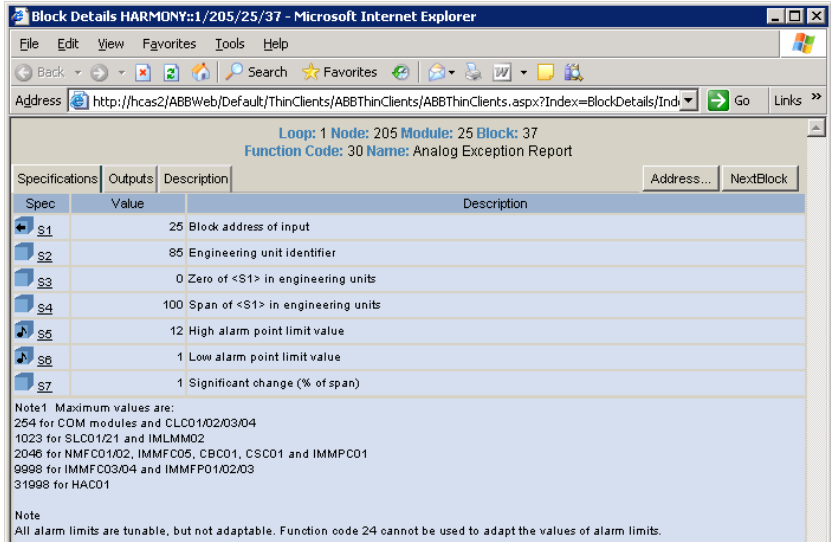 Block Details HARMONY::1/205/25/37 - Microsoft Internet Explorer
File Edit View Favorites Tools Help
Back Search Favorites
Address http://hcas2/ABBWeb/Default/ThinClients/ABBThinClients/ABBThinClients.aspx?Index=BlockDetails/Ind Go Links »
Loop: 1 Node: 205 Module: 25 Block: 37
Function Code: 30 Name: Analog Exception Report
Specifications Outputs Description Address... NextBlock
Spec Value Description
S1 25 Block address of input
S2 85 Engineering unit identifier
S3 0 Zero of <S1> in engineering units
S4 100 Span of <S1> in engineering units
S5 12 High alarm point limit value
S6 1 Low alarm point limit value
S7 1 Significant change (% of span)
Note1 Maximum values are:
254 for COM modules and CLC01/02/03/04
1023 for SLC01/21 and IMLMM02
2046 for NMFC01/02, IMMFC05, CBC01, CSC01 and IMMPC01
9998 for IMMFC03/04 and IMMFP01/02/03
31998 for HAC01
Note
All alarm limits are tunable, but not adaptable. Function code 24 cannot be used to adapt the values of alarm limits.